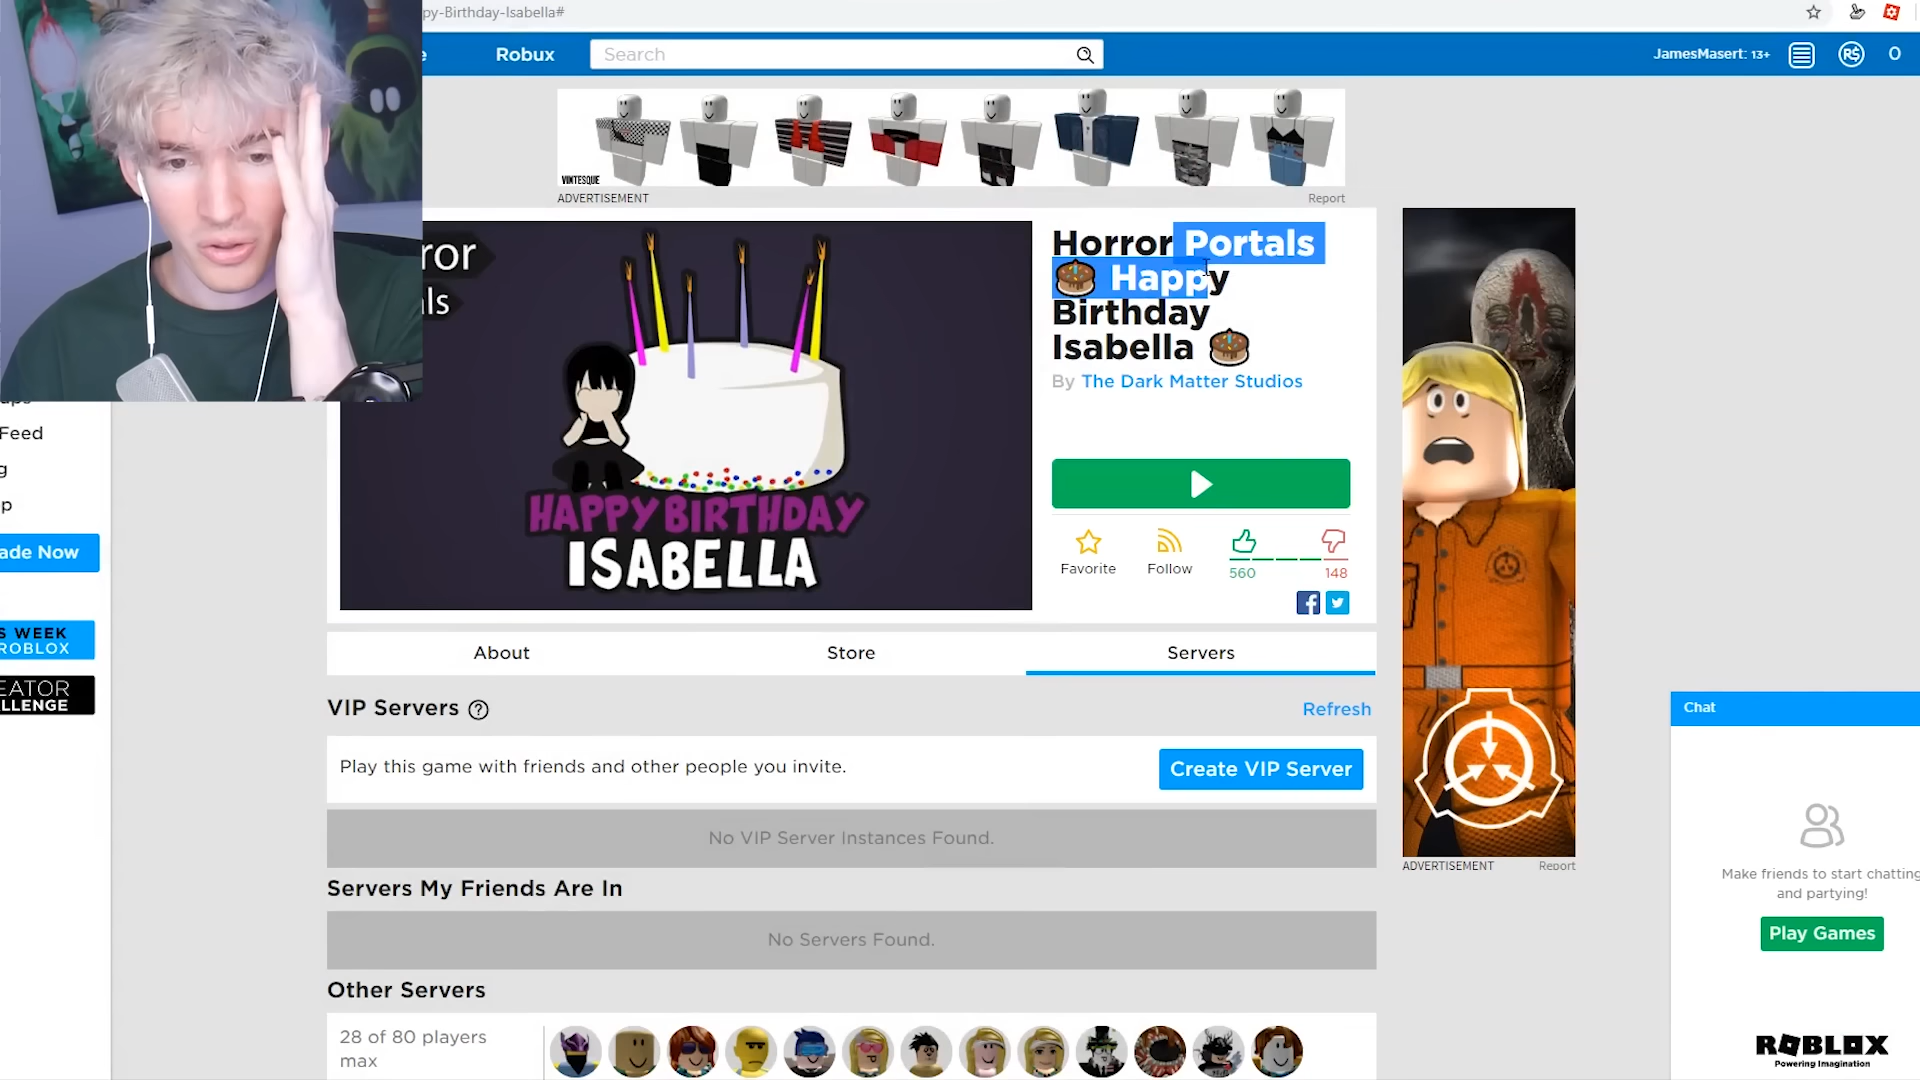 py-Birthday-Isabella#
e
Robux
Search
JamesMasert: 13+
R$
0
VINTESQUE
ADVERTISEMENT
Report
ror
ls
HAPPY BIRTHDAY
ISABELLA
Horror Portals
🎂 Happy
Birthday
Isabella 🎂
By The Dark Matter Studios
Favorite
Follow
560
148
ups
Feed
g
p
ade Now
S WEEK
ROBLOX
EATOR
LLENGE
About
Store
Servers
VIP Servers ?
Refresh
Play this game with friends and other people you invite.
Create VIP Server
No VIP Server Instances Found.
Servers My Friends Are In
No Servers Found.
Other Servers
28 of 80 players
max
ADVERTISEMENT
Report
Chat
Make friends to start chatting
and partying!
Play Games
ROBLOX
Powering Imagination